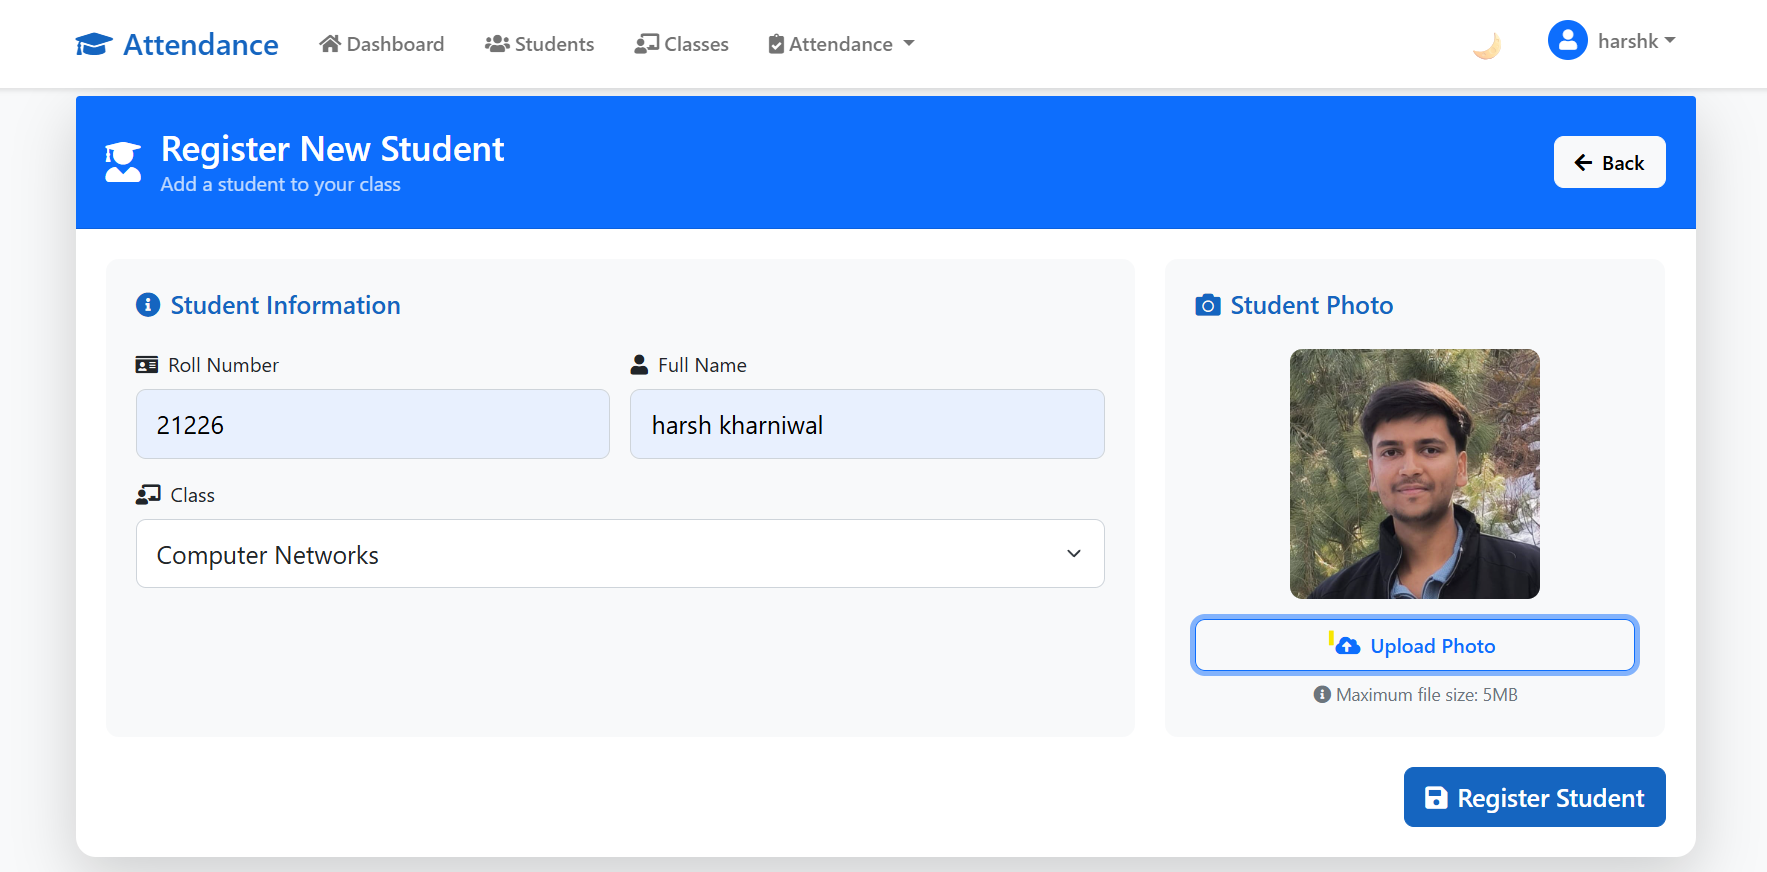 Attendance
Dashboard
Students
Classes
Attendance
harshk
Register New Student
Add a student to your class
Back
Student Information
Roll Number
Full Name
21226
harsh kharniwal
Class
Computer Networks
Student Photo
Upload Photo
Maximum file size: 5MB
Register Student